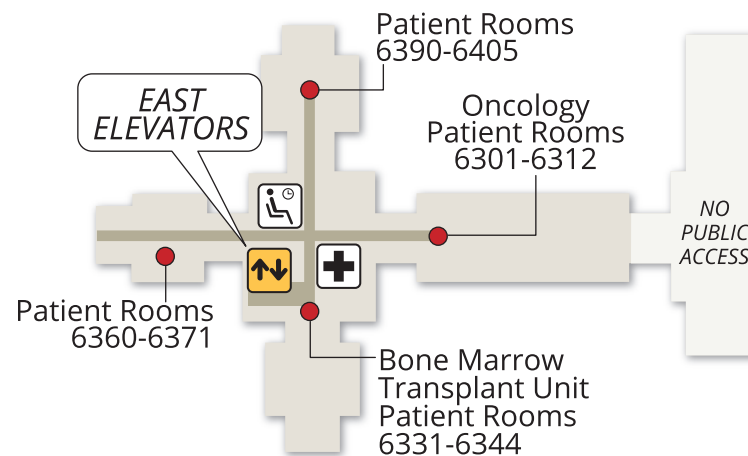 Patient Rooms
6390-6405
EAST
ELEVATORS
Oncology
Patient Rooms
6301-6312
NO
PUBLIC
ACCESS
Patient Rooms
6360-6371
Bone Marrow
Transplant Unit
Patient Rooms
6331-6344